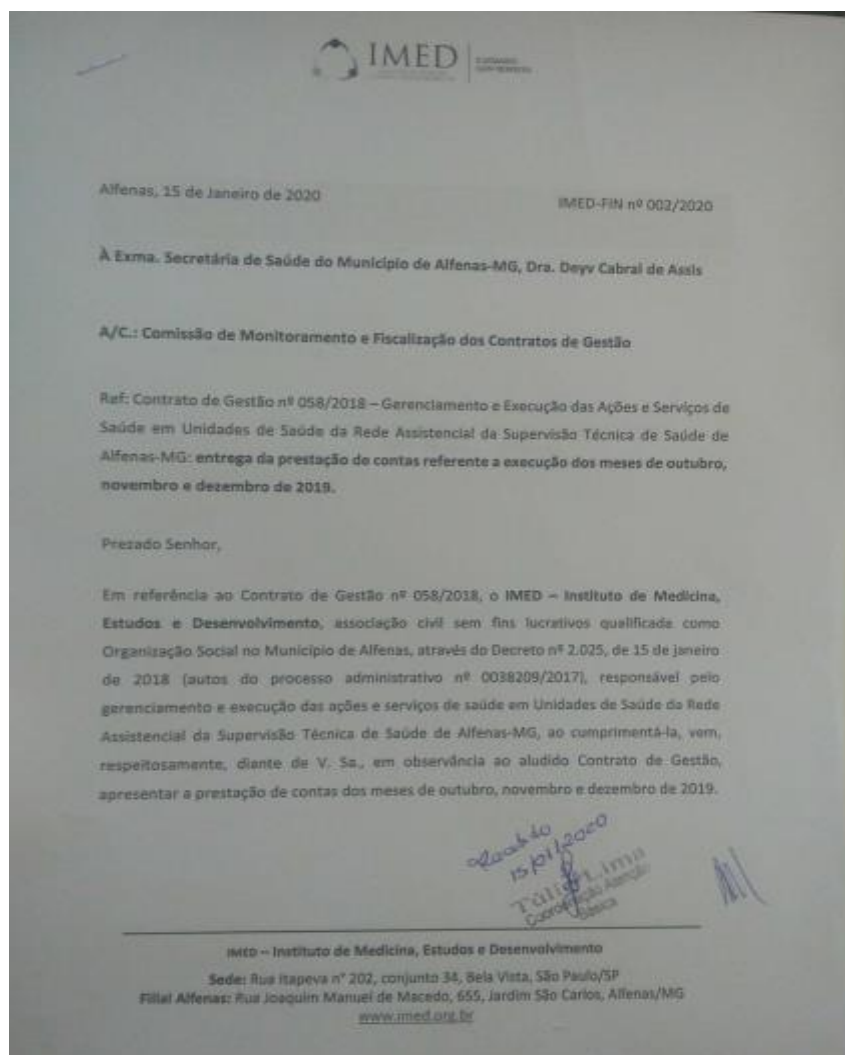 IMED
Alfenas, 15 de Janeiro de 2020
IMED-FIN nº 002/2020
À Exma. Secretária de Saúde do Município de Alfenas-MG, Dra. Deyv Cabral de Assis
A/C.: Comissão de Monitoramento e Fiscalização dos Contratos de Gestão
Ref: Contrato de Gestão nº 058/2018 – Gerenciamento e Execução das Ações e Serviços de
Saúde em Unidades de Saúde da Rede Assistencial da Supervisão Técnica de Saúde de
Alfenas-MG: entrega da prestação de contas referente a execução dos meses de outubro,
novembro e dezembro de 2019.
Prezado Senhor,
Em referência ao Contrato de Gestão nº 058/2018, o IMED – Instituto de Medicina,
Estudos e Desenvolvimento, associação civil sem fins lucrativos qualificada como
Organização Social no Município de Alfenas, através do Decreto nº 2.025, de 15 de janeiro
de 2018 (autos do processo administrativo nº 0038209/2017), responsável pelo
gerenciamento e execução das ações e serviços de saúde em Unidades de Saúde da Rede
Assistencial da Supervisão Técnica de Saúde de Alfenas-MG, ao cumprimentá-la, vem,
respeitosamente, diante de V. Sa., em observância ao aludido Contrato de Gestão,
apresentar a prestação de contas dos meses de outubro, novembro e dezembro de 2019.
Recebido
15/01/2020
Túlio Lima
Coordenação Atenção
Básica
IMED – Instituto de Medicina, Estudos e Desenvolvimento
Sede: Rua Itapeva nº 202, conjunto 34, Bela Vista, São Paulo/SP
Filial Alfenas: Rua Joaquim Manuel de Macedo, 655, Jardim São Carlos, Alfenas/MG
www.imed.org.br